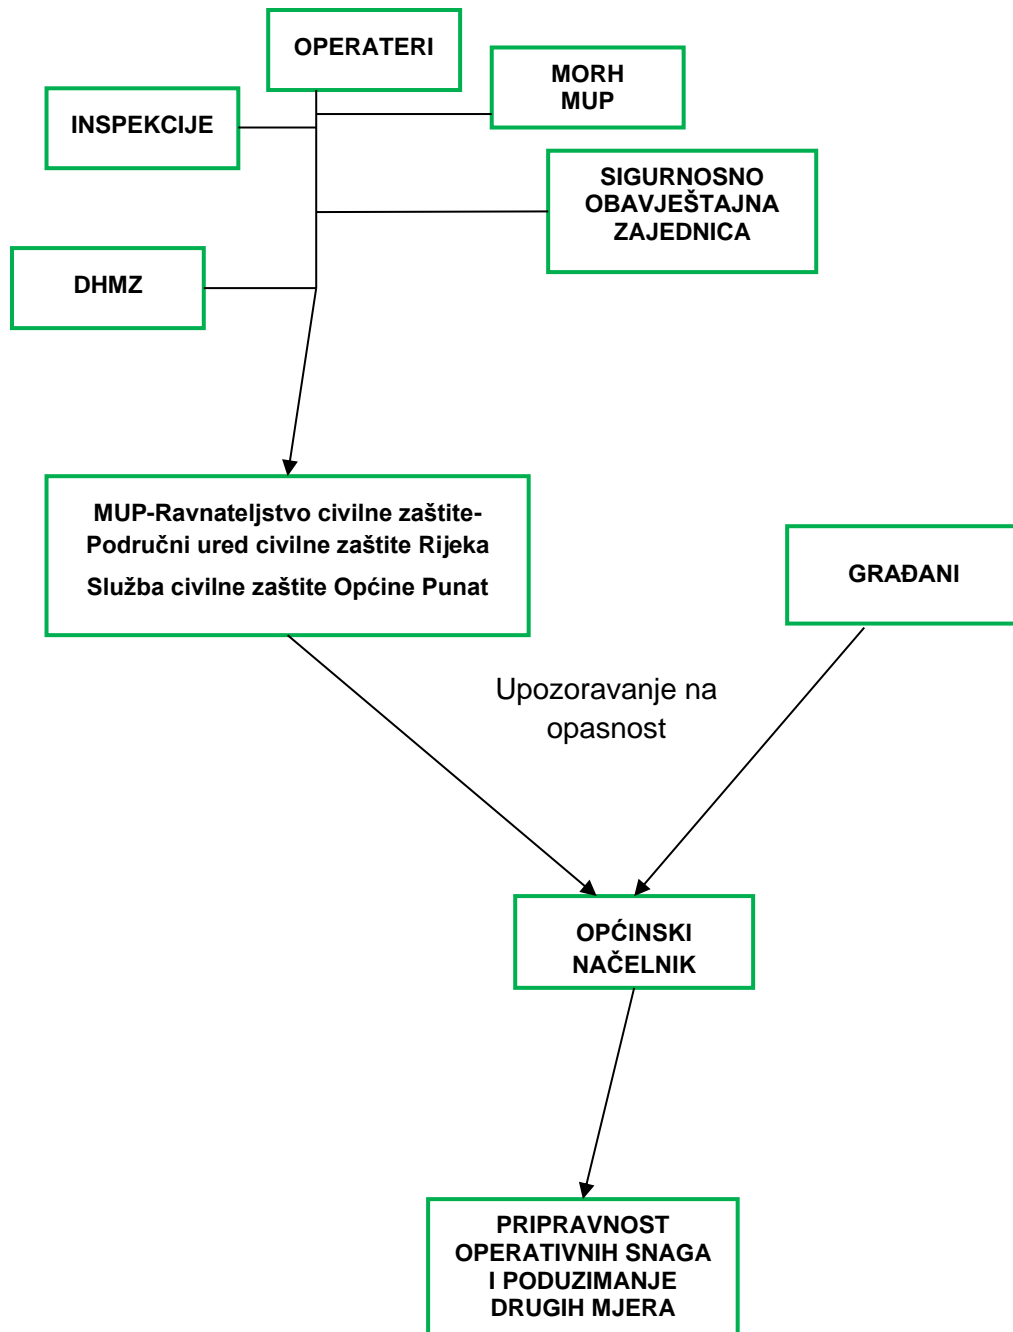 OPERATERI
MORH
MUP
INSPEKCIJE
SIGURNOSNO
OBAVJEŠTAJNA
ZAJEDNICA
DHMZ
MUP-Ravnateljstvo civilne zaštite-
Područni ured civilne zaštite Rijeka
Služba civilne zaštite Općine Punat
GRAĐANI
Upozoravanje na
opasnost
OPĆINSKI
NAČELNIK
PRIPRAVNOST
OPERATIVNIH SNAGA
I PODUZIMANJE
DRUGIH MJERA